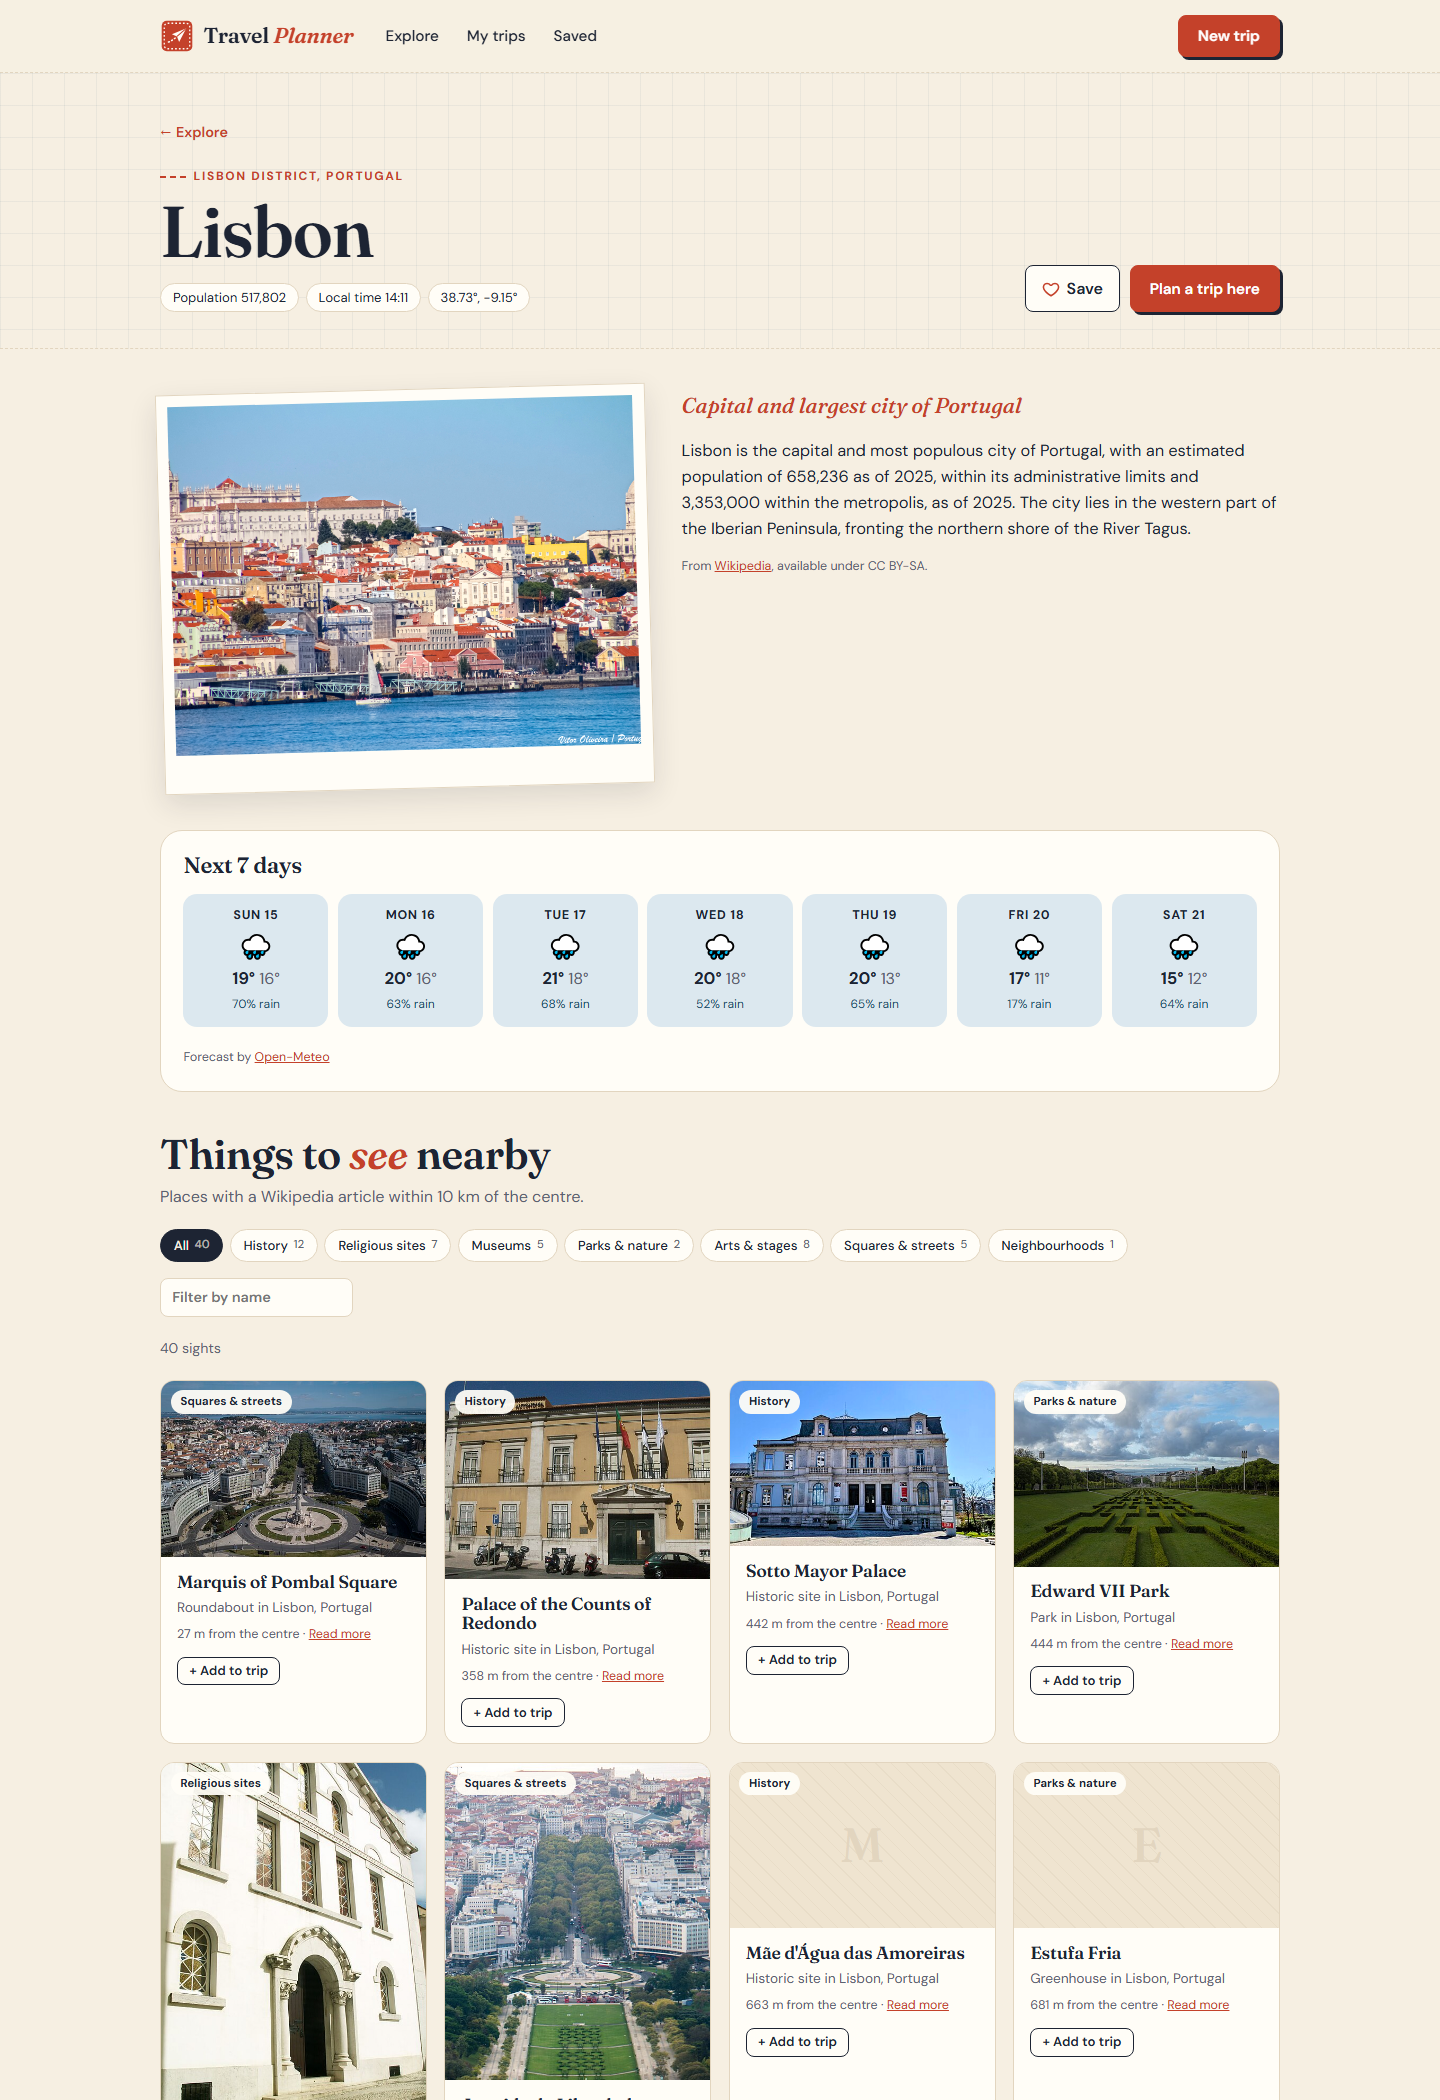 Travel Planner
Explore
My trips
Saved
New trip
← Explore
LISBON DISTRICT, PORTUGAL
Lisbon
Population 517,802
Local time 14:11
38.73°, -9.15°
Save
Plan a trip here
Capital and largest city of Portugal
Lisbon is the capital and most populous city of Portugal, with an estimated
population of 658,236 as of 2025, within its administrative limits and
3,353,000 within the metropolis, as of 2025. The city lies in the western part of
the Iberian Peninsula, fronting the northern shore of the River Tagus.
From Wikipedia, available under CC BY-SA.
Vitor Oliveira | Portug
Next 7 days
SUN 15
19° 16°
70% rain
MON 16
20° 16°
63% rain
TUE 17
21° 18°
68% rain
WED 18
20° 18°
52% rain
THU 19
20° 13°
65% rain
FRI 20
17° 11°
17% rain
SAT 21
15° 12°
64% rain
Forecast by Open-Meteo
Things to see nearby
Places with a Wikipedia article within 10 km of the centre.
All 40
History 12
Religious sites 7
Museums 5
Parks & nature 2
Arts & stages 8
Squares & streets 5
Neighbourhoods 1
Filter by name
40 sights
Squares & streets
Marquis of Pombal Square
Roundabout in Lisbon, Portugal
27 m from the centre · Read more
+ Add to trip
History
Palace of the Counts of
Redondo
Historic site in Lisbon, Portugal
358 m from the centre · Read more
+ Add to trip
History
Sotto Mayor Palace
Historic site in Lisbon, Portugal
442 m from the centre · Read more
+ Add to trip
Parks & nature
Edward VII Park
Park in Lisbon, Portugal
444 m from the centre · Read more
+ Add to trip
Religious sites
Squares & streets
History
M
Mãe d'Água das Amoreiras
Historic site in Lisbon, Portugal
663 m from the centre · Read more
+ Add to trip
Parks & nature
E
Estufa Fria
Greenhouse in Lisbon, Portugal
681 m from the centre · Read more
+ Add to trip